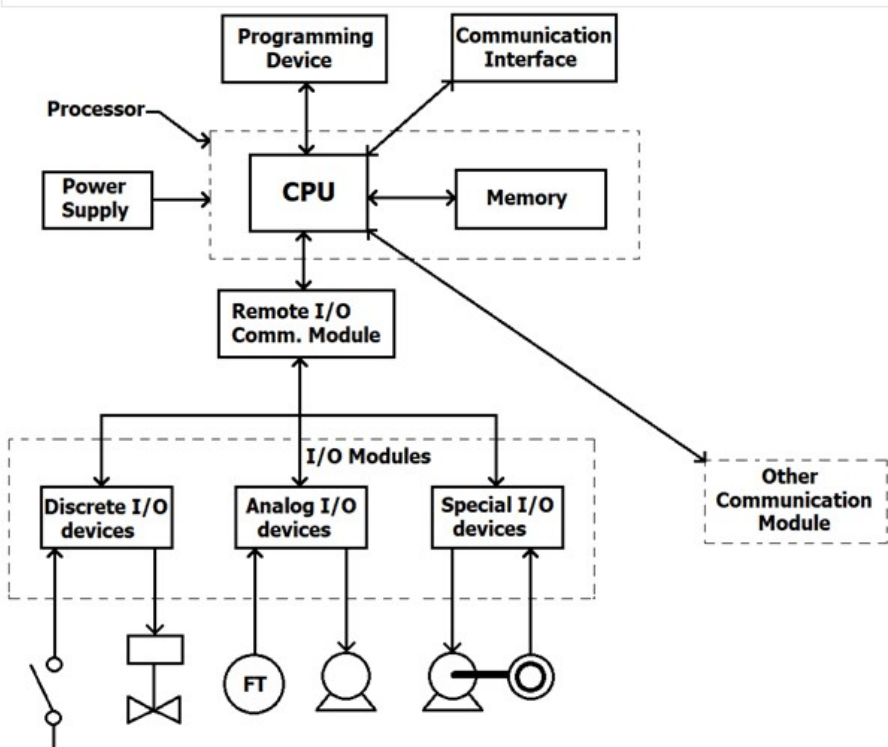 Programming
Device
Communication
Interface
Processor
Power
Supply
CPU
Memory
Remote I/O
Comm. Module
I/O Modules
Discrete I/O
devices
Analog I/O
devices
Special I/O
devices
Other
Communication
Module
FT